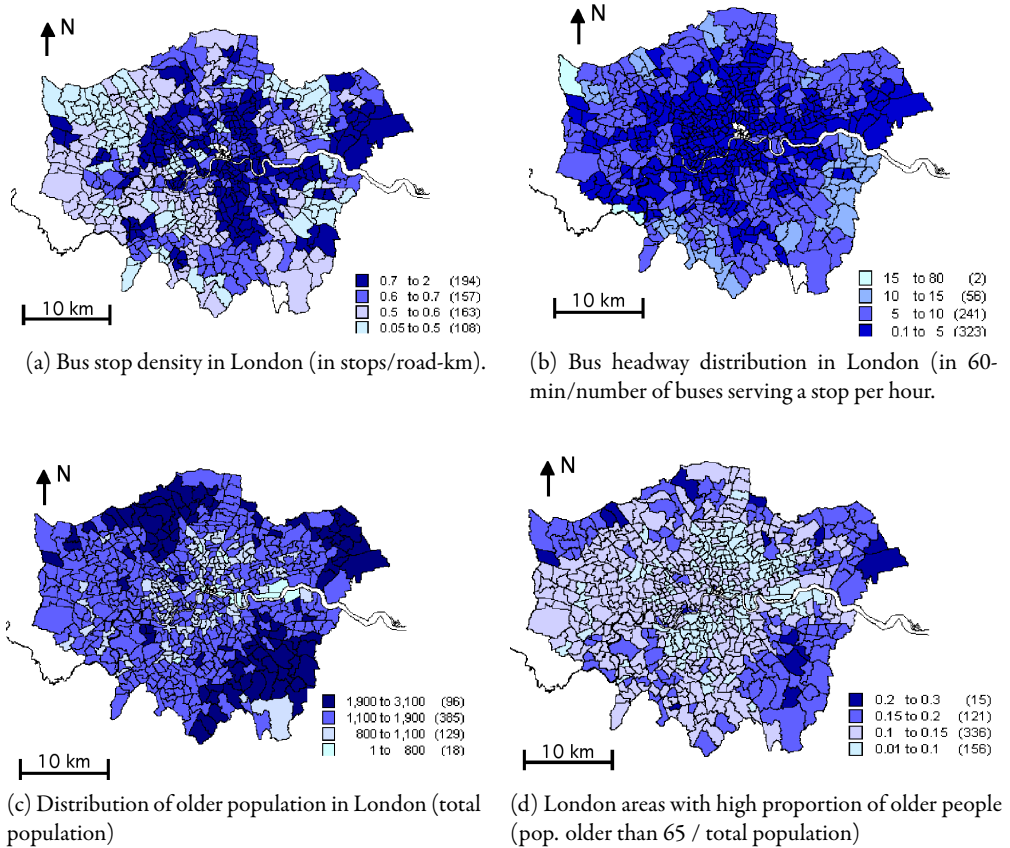 N
10 km
0.7 to 2 (194)
0.6 to 0.7 (157)
0.5 to 0.6 (163)
0.05 to 0.5 (108)
(a) Bus stop density in London (in stops/road-km).
N
10 km
15 to 80 (2)
10 to 15 (56)
5 to 10 (241)
0.1 to 5 (323)
(b) Bus headway distribution in London (in 60-
min/number of buses serving a stop per hour.
N
10 km
1,900 to 3,100 (96)
1,100 to 1,900 (385)
800 to 1,100 (129)
1 to 800 (18)
(c) Distribution of older population in London (total
population)
N
10 km
0.2 to 0.3 (15)
0.15 to 0.2 (121)
0.1 to 0.15 (336)
0.01 to 0.1 (156)
(d) London areas with high proportion of older people
(pop. older than 65 / total population)